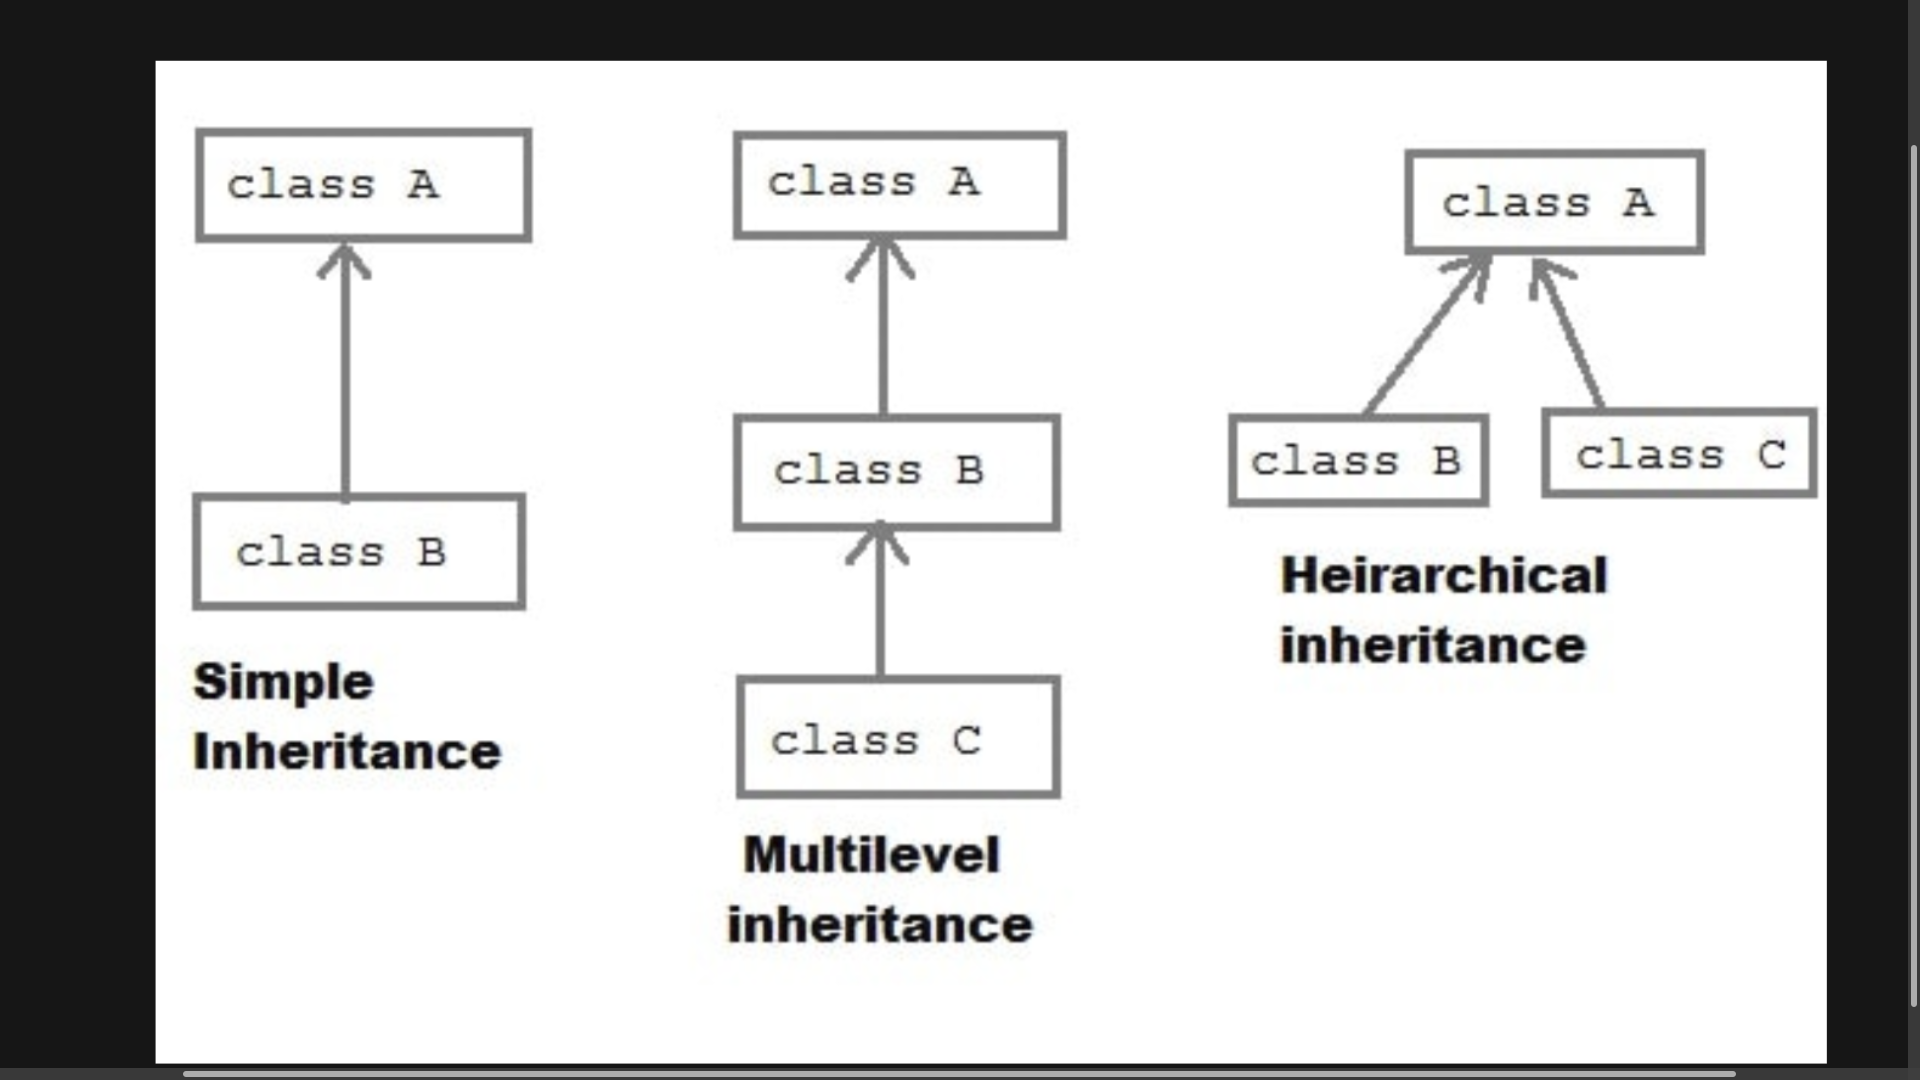 class A
class B
Simple
Inheritance
class A
class B
class C
Multilevel
inheritance
class A
class B
class C
Heirarchical
inheritance